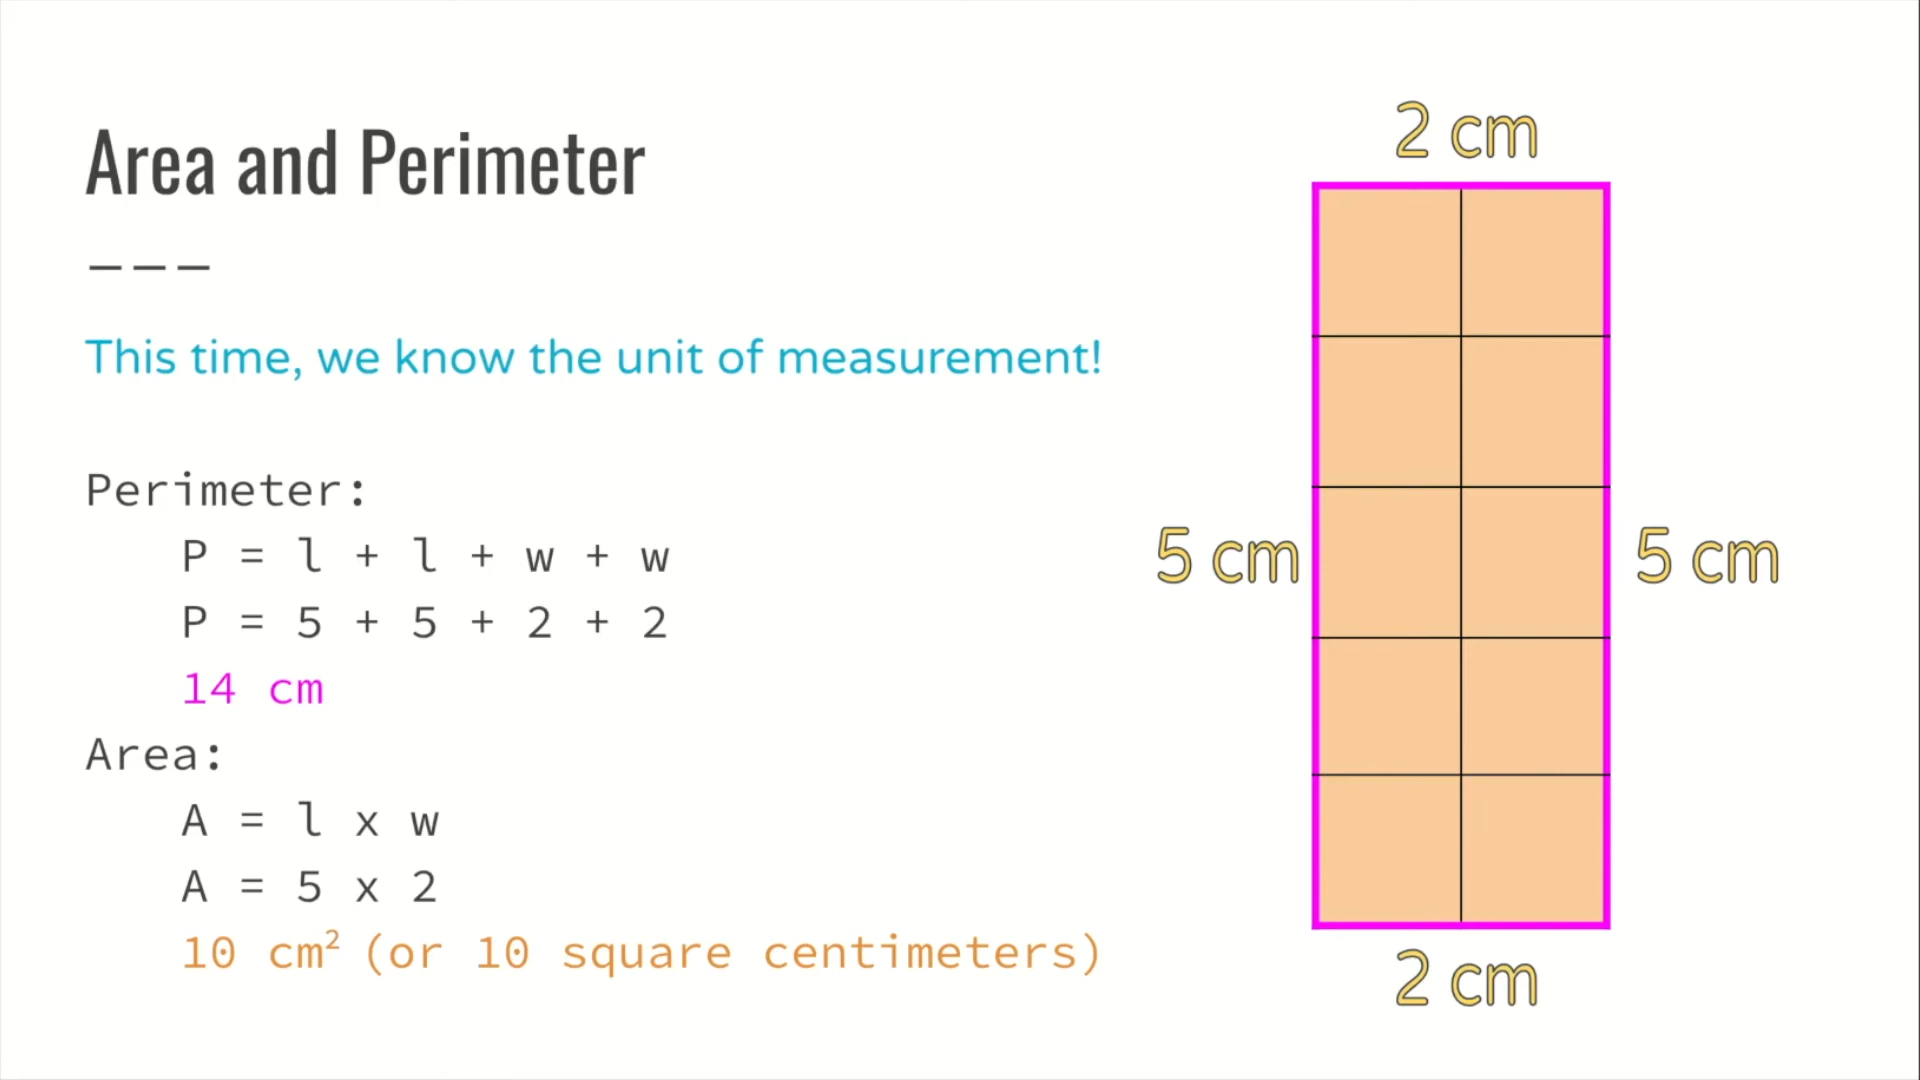 Area and Perimeter
———
This time, we know the unit of measurement!
Perimeter:
P = l + l + w + w
P = 5 + 5 + 2 + 2
14 cm
Area:
A = l x w
A = 5 x 2
10 cm² (or 10 square centimeters)
2 cm
5 cm
5 cm
2 cm